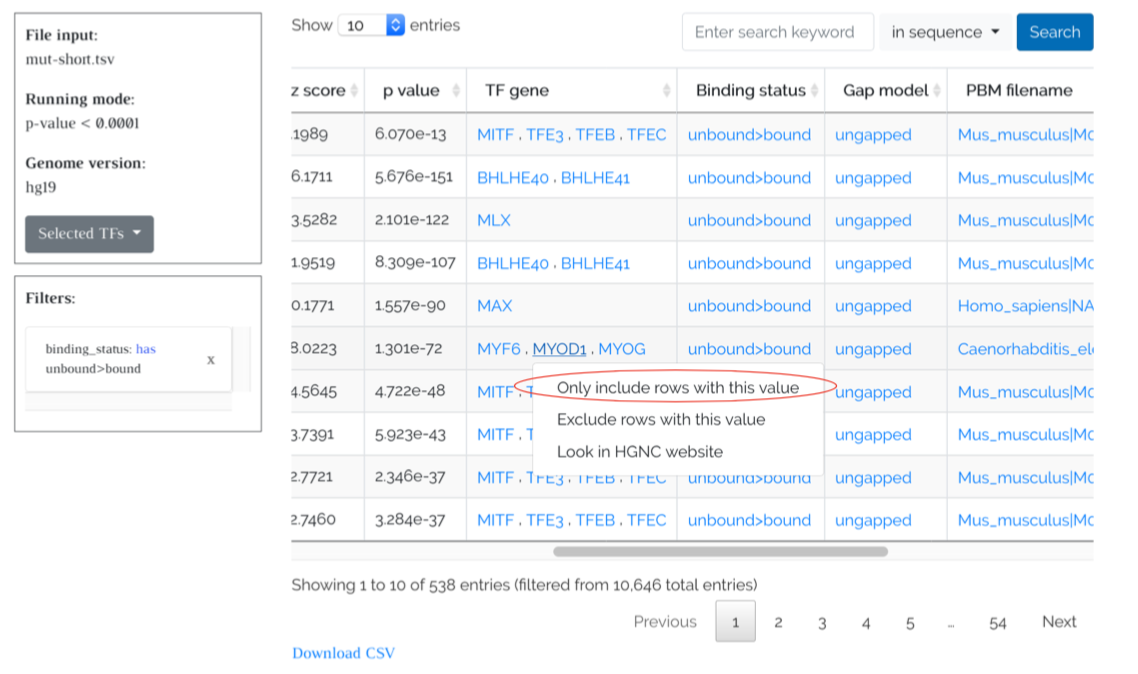 File input:
mut-short.tsv
Running mode:
p-value < 0.0001
Genome version:
hg19
Selected TFs
Filters:
binding_status: has
unbound>bound
x
Show 10 entries
Enter search keyword
in sequence
Search
z score p value TF gene Binding status Gap model PBM filename
.1989 6.070e-13 MITF , TFE3 , TFEB , TFEC unbound>bound ungapped Mus_musculus|Mc
6.1711 5.676e-151 BHLHE40 , BHLHE41 unbound>bound ungapped Mus_musculus|Mc
3.5282 2.101e-122 MLX unbound>bound ungapped Mus_musculus|Mc
1.9519 8.309e-107 BHLHE40 , BHLHE41 unbound>bound ungapped Mus_musculus|Mc
0.1771 1.557e-90 MAX unbound>bound ungapped Homo_sapiens|NA
8.0223 1.301e-72 MYF6 , MYOD1 , MYOG unbound>bound ungapped Caenorhabditis_ele
4.5645 4.722e-48 MITF , T ungapped Mus_musculus|Mc
Only include rows with this value
Exclude rows with this value
Look in HGNC website
3.7391 5.923e-43 MITF , T ungapped Mus_musculus|Mc
2.7721 2.346e-37 MITF , TFE3 , TFEB , TFEC unbound>bound ungapped Mus_musculus|Mc
2.7460 3.284e-37 MITF , TFE3 , TFEB , TFEC unbound>bound ungapped Mus_musculus|Mc
Showing 1 to 10 of 538 entries (filtered from 10,646 total entries)
Previous 1 2 3 4 5 … 54 Next
Download CSV